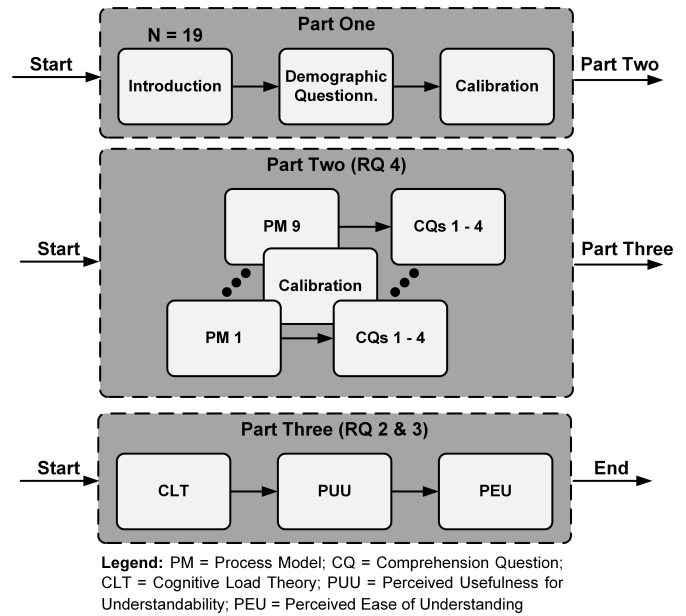 Part One
N = 19
Start
Introduction
Demographic
Questionn.
Calibration
Part Two
Part Two (RQ 4)
Start
PM 9
CQs 1 - 4
Calibration
PM 1
CQs 1 - 4
Part Three
Part Three (RQ 2 & 3)
Start
CLT
PUU
PEU
End
Legend: PM = Process Model; CQ = Comprehension Question;
CLT = Cognitive Load Theory; PUU = Perceived Usefulness for
Understandability; PEU = Perceived Ease of Understanding